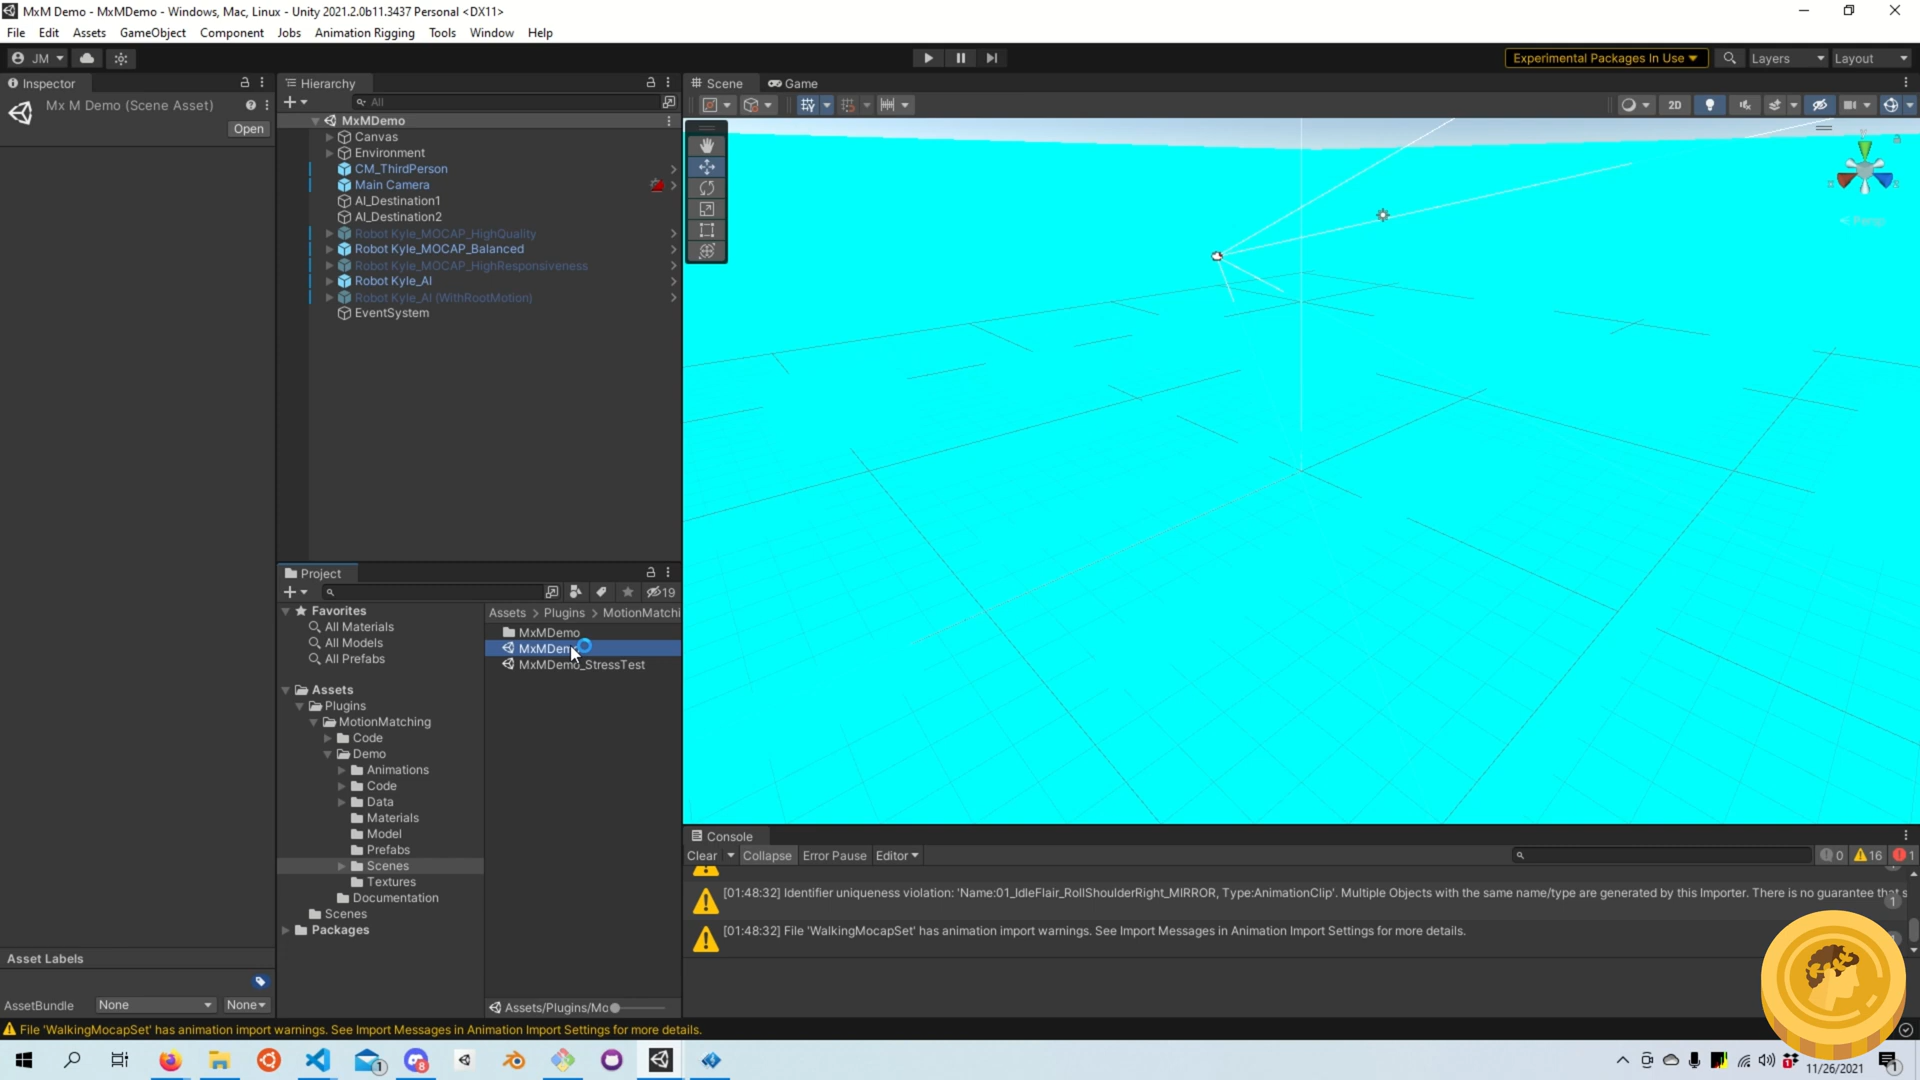 MxM Demo - MxMDemo - Windows, Mac, Linux - Unity 2021.2.0b11.3437 Personal <DX11>
File Edit Assets GameObject Component Jobs Animation Rigging Tools Window Help
JM
Experimental Packages In Use
Layers
Layout
Inspector
Mx M Demo (Scene Asset)
Open
Asset Labels
AssetBundle None None
Hierarchy
All
MxMDemo
Canvas
Environment
CM_ThirdPerson
Main Camera
AI_Destination1
AI_Destination2
Robot Kyle_MOCAP_HighQuality
Robot Kyle_MOCAP_Balanced
Robot Kyle_MOCAP_HighResponsiveness
Robot Kyle_AI
Robot Kyle_AI (WithRootMotion)
EventSystem
Project
19
Favorites
All Materials
All Models
All Prefabs
Assets
Plugins
MotionMatching
Code
Demo
Animations
Code
Data
Materials
Model
Prefabs
Scenes
Textures
Documentation
Scenes
Packages
Assets > Plugins > MotionMatchi
MxMDemo
MxMDem
MxMDemo_StressTest
Assets/Plugins/Mo
Scene Game
2D
< Persp
Console
Clear Collapse Error Pause Editor
0 16 1
[01:48:32] Identifier uniqueness violation: 'Name:01_IdleFlair_RollShoulderRight_MIRROR, Type:AnimationClip'. Multiple Objects with the same name/type are generated by this Importer. There is no guarantee that s
1
[01:48:32] File 'WalkingMocapSet' has animation import warnings. See Import Messages in Animation Import Settings for more details.
File 'WalkingMocapSet' has animation import warnings. See Import Messages in Animation Import Settings for more details.
1
8
11/26/2021
1